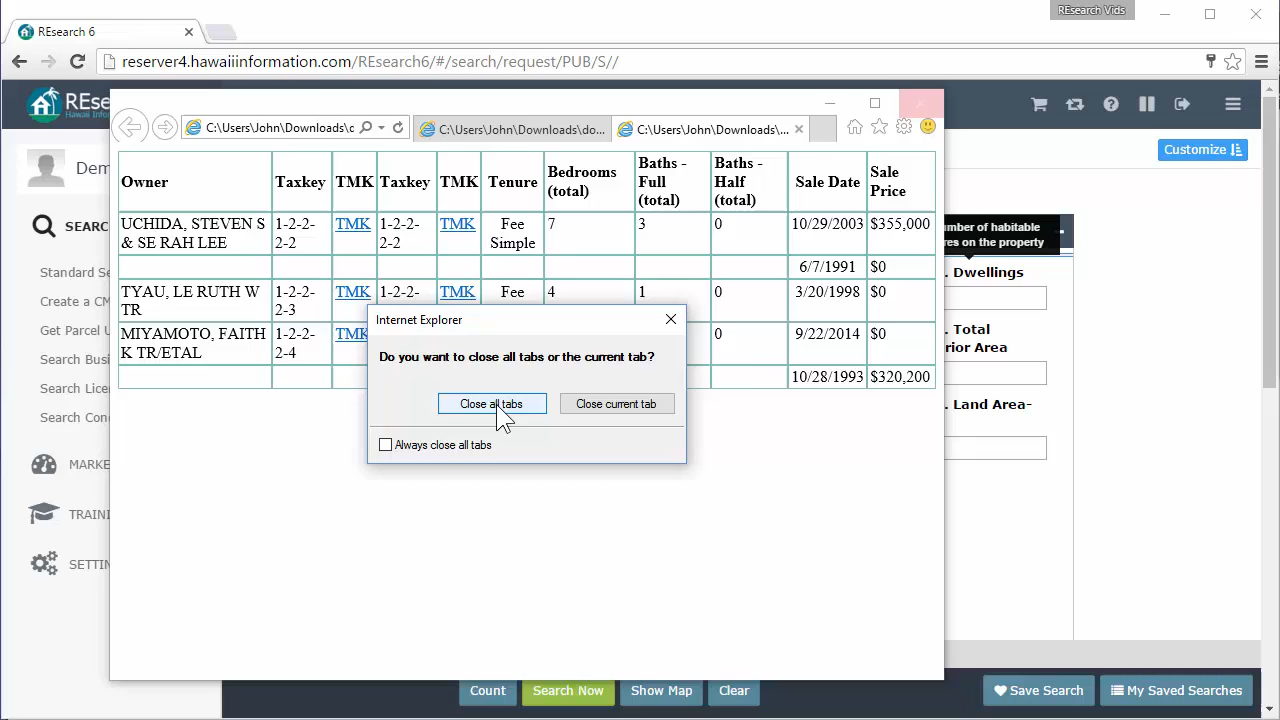 REsearch Vids
REsearch 6
reserver4.hawaiiinformation.com/REsearch6/#/search/request/PUB/S//
REs
Customize
C:\Users\John\Downloads\c
C:\Users\John\Downloads\do...
C:\Users\John\Downloads\...
Dem
SEARC
Standard Se
Create a CM
Get Parcel U
Search Busi
Search Lice
Search Con
MARKE
TRAINI
SETTIN
Owner Taxkey TMK Taxkey TMK Tenure Bedrooms (total) Baths - Full (total) Baths - Half (total) Sale Date Sale Price
UCHIDA, STEVEN S & SE RAH LEE 1-2-2-2-2 TMK 1-2-2-2-2 TMK Fee Simple 7 3 0 10/29/2003 $355,000
6/7/1991 $0
TYAU, LE RUTH W TR 1-2-2-2-3 TMK 1-2-2- TMK Fee 4 1 0 3/20/1998 $0
MIYAMOTO, FAITH K TR/ETAL 1-2-2-2-4 TMK 0 9/22/2014 $0
10/28/1993 $320,200
Internet Explorer
Do you want to close all tabs or the current tab?
Close all tabs
Close current tab
Always close all tabs
umber of habitable
res on the property
. Dwellings
. Total
rior Area
. Land Area-
Count
Search Now
Show Map
Clear
Save Search
My Saved Searches